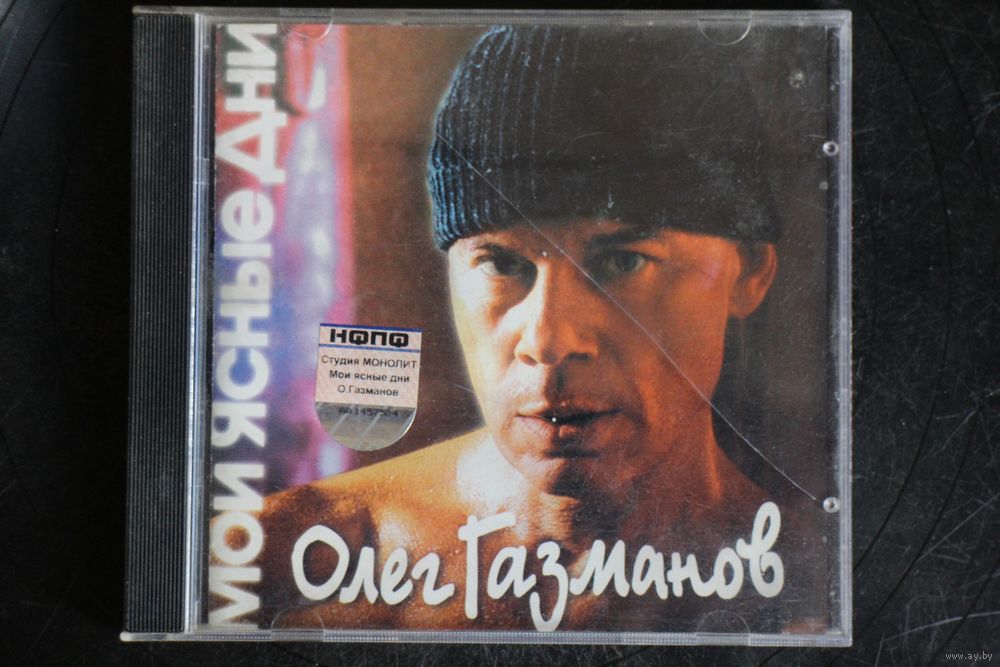 Мои Ясные Дни
НФПФ
Студия МОНОЛИТ
Мои ясные дни
О.Газманов
Олег Газманов
www.ay.by